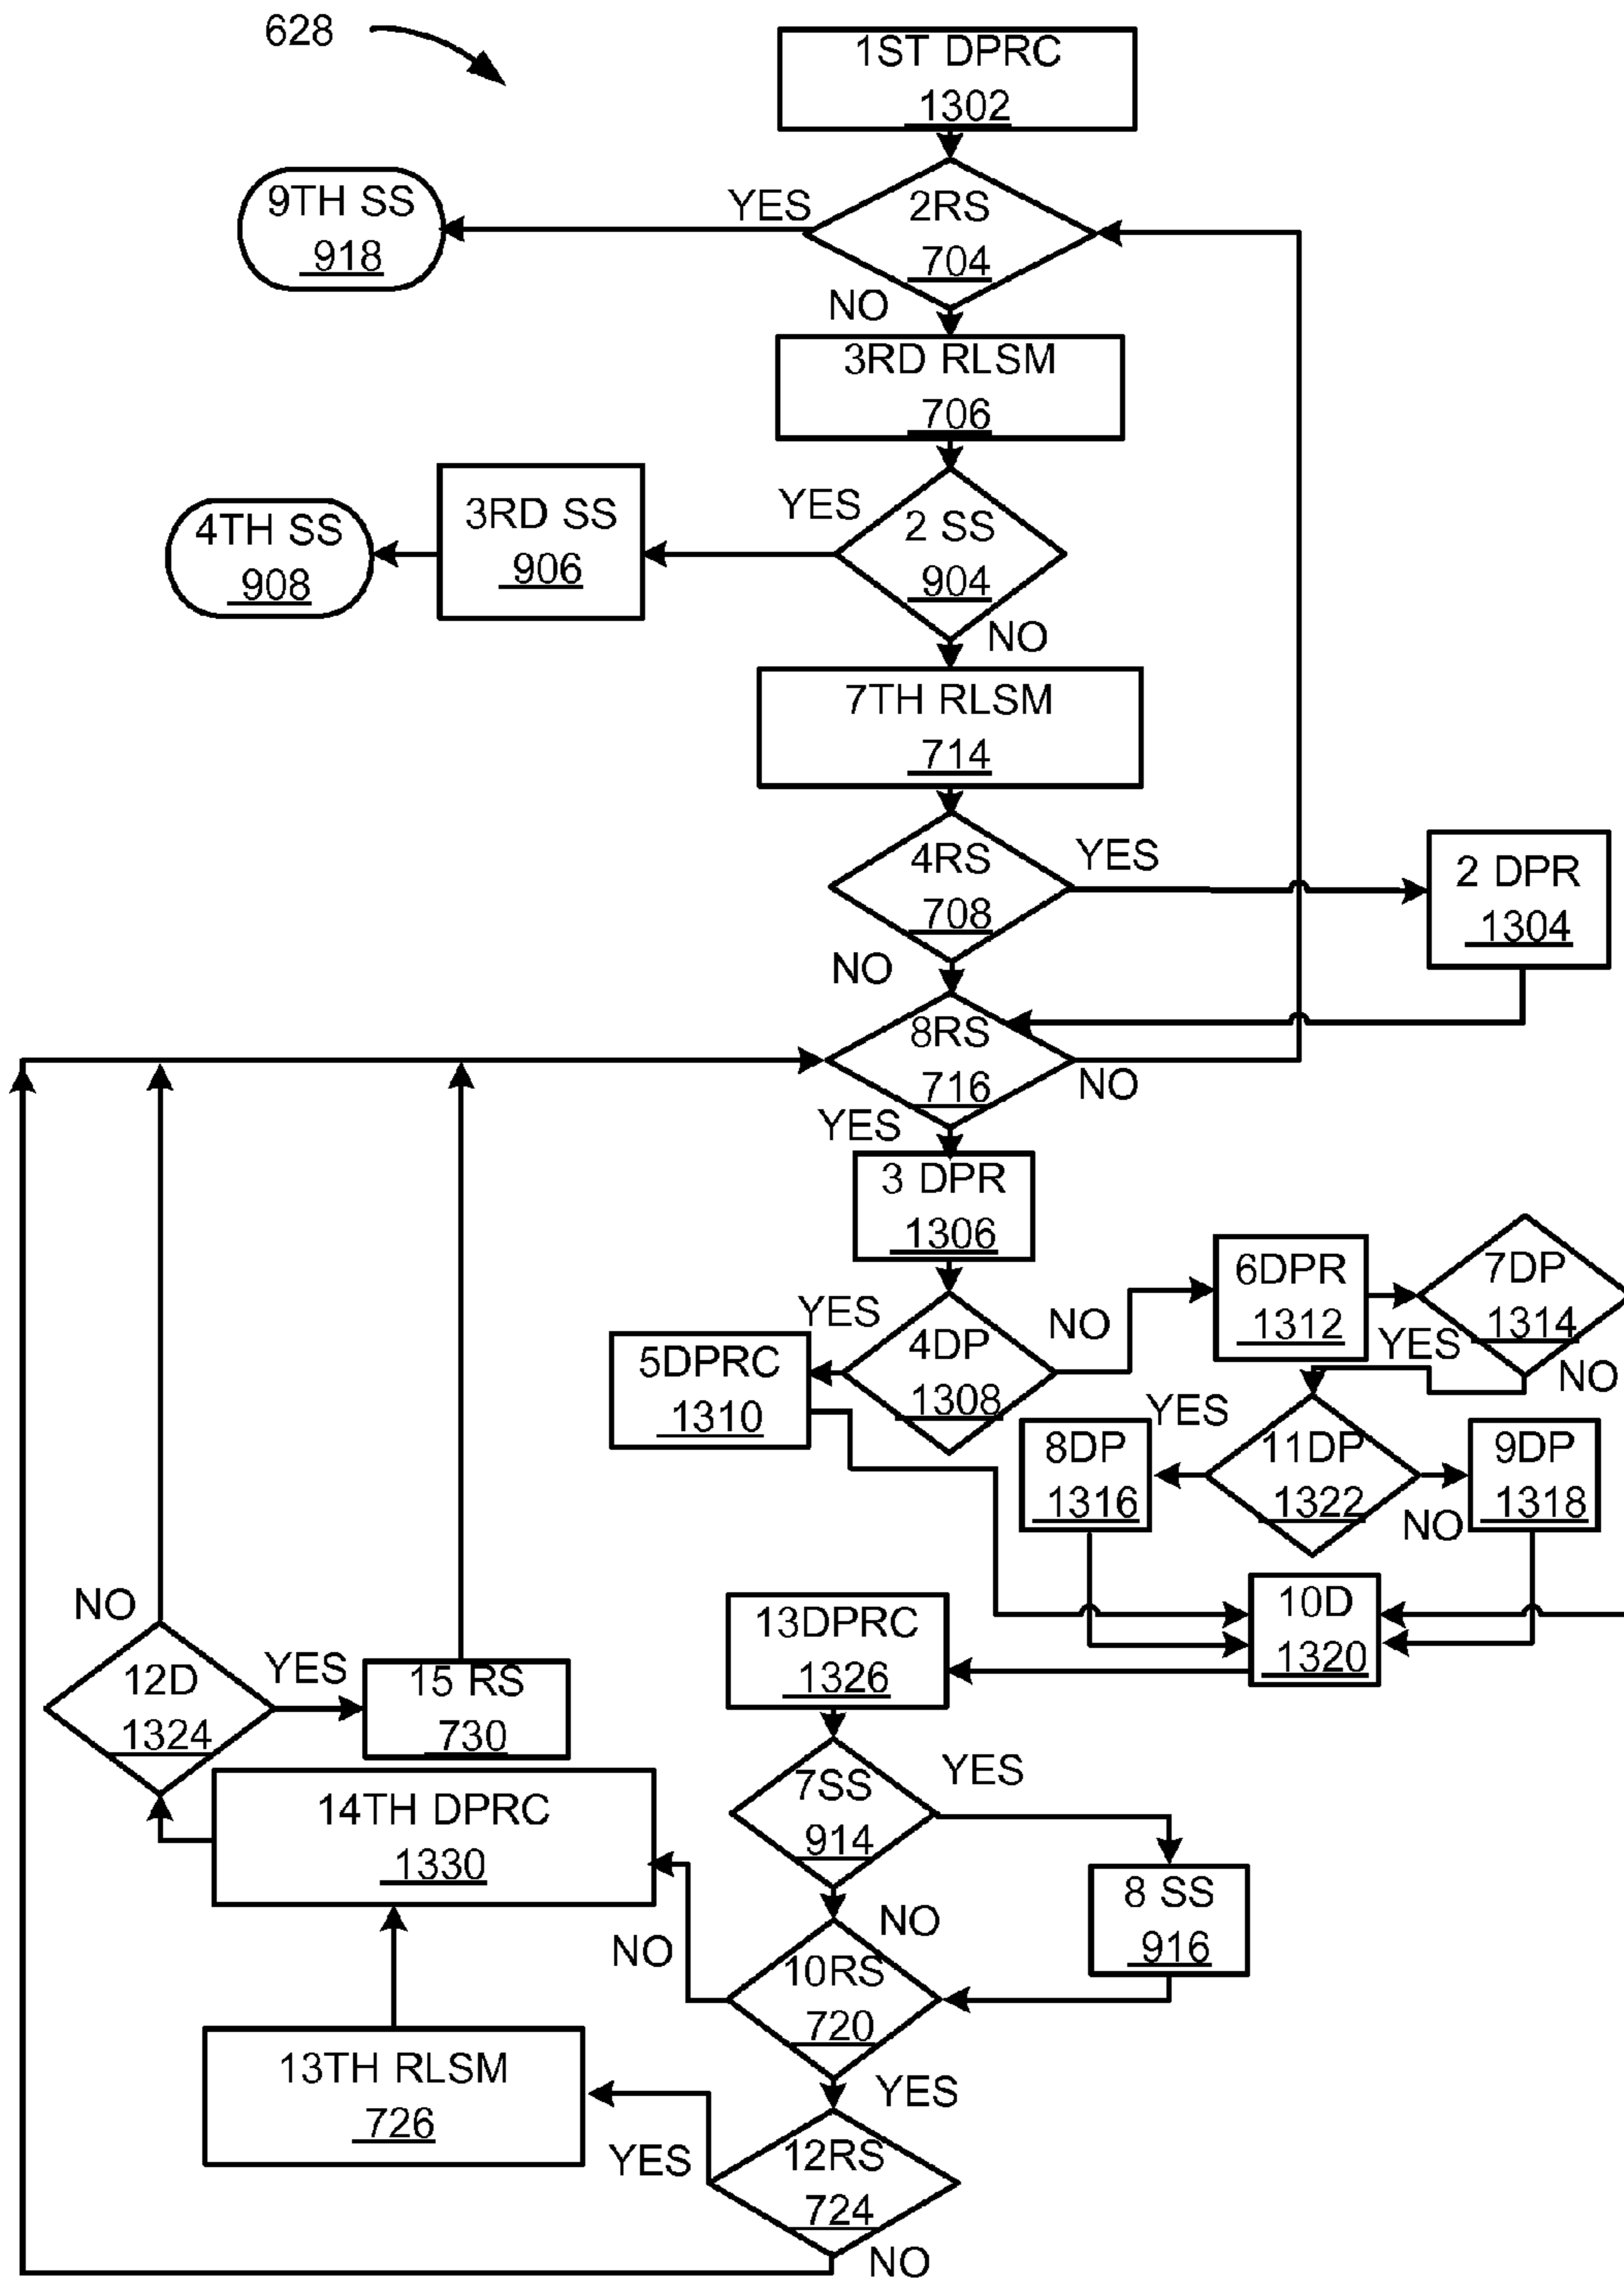 628
1ST DPRC
1302
9TH SS
918
YES
2RS
704
NO
3RD RLSM
706
4TH SS
908
3RD SS
906
YES
2 SS
904
NO
7TH RLSM
714
4RS
708
YES
2 DPR
1304
NO
8RS
716
NO
YES
3 DPR
1306
YES
4DP
1308
NO
6DPR
1312
7DP
1314
YES
NO
5DPRC
1310
YES
8DP
1316
11DP
1322
NO
9DP
1318
10D
1320
13DPRC
1326
NO
12D
1324
YES
15 RS
730
14TH DPRC
1330
7SS
914
YES
8 SS
916
NO
NO
10RS
720
YES
13TH RLSM
726
YES
12RS
724
NO